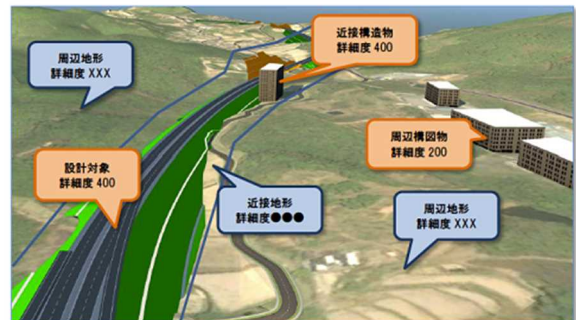 近接構造物
詳細度 400
周辺地形
詳細度 XXX
周辺構図物
詳細度 200
設計対象
詳細度 400
近接地形
詳細度●●●
周辺地形
詳細度 XXX